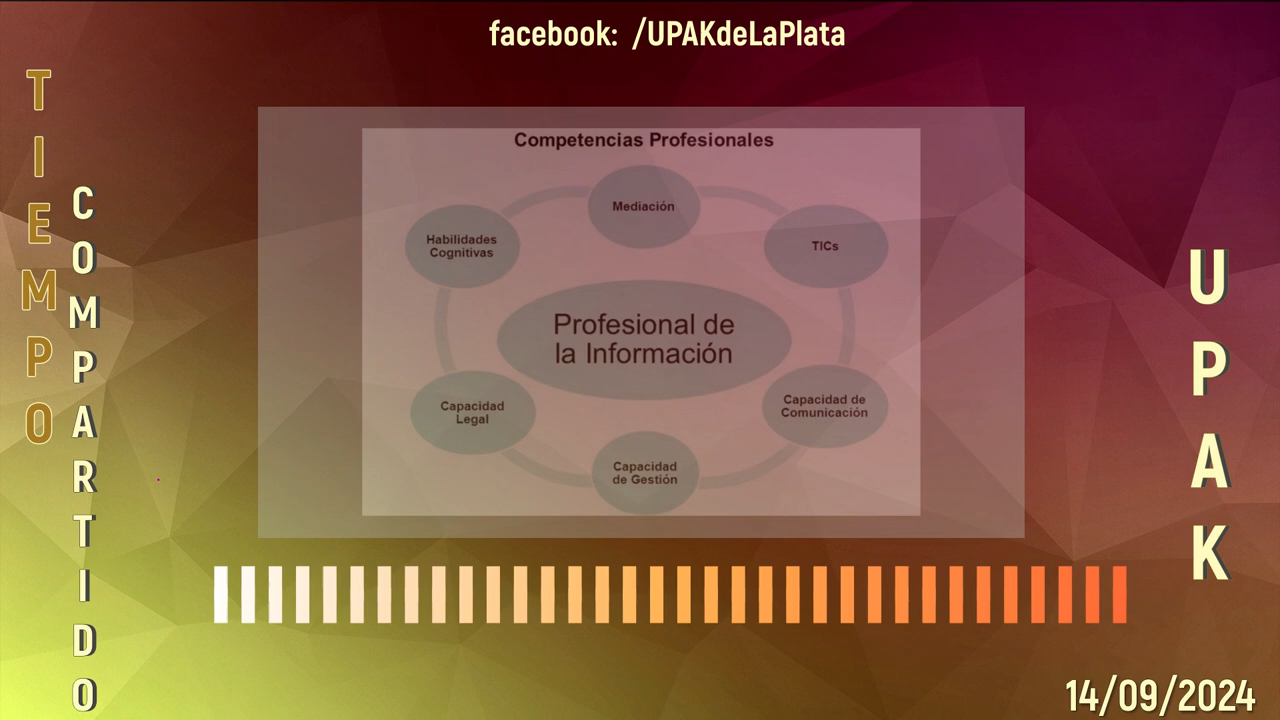 facebook: /UPAKdeLaPlata
TIEMPO
COMPARTIDO
Competencias Profesionales
Mediación
Habilidades
Cognitivas
TICs
Profesional de
la Información
Capacidad
Legal
Capacidad de
Comunicación
Capacidad
de Gestión
UPAK
14/09/2024